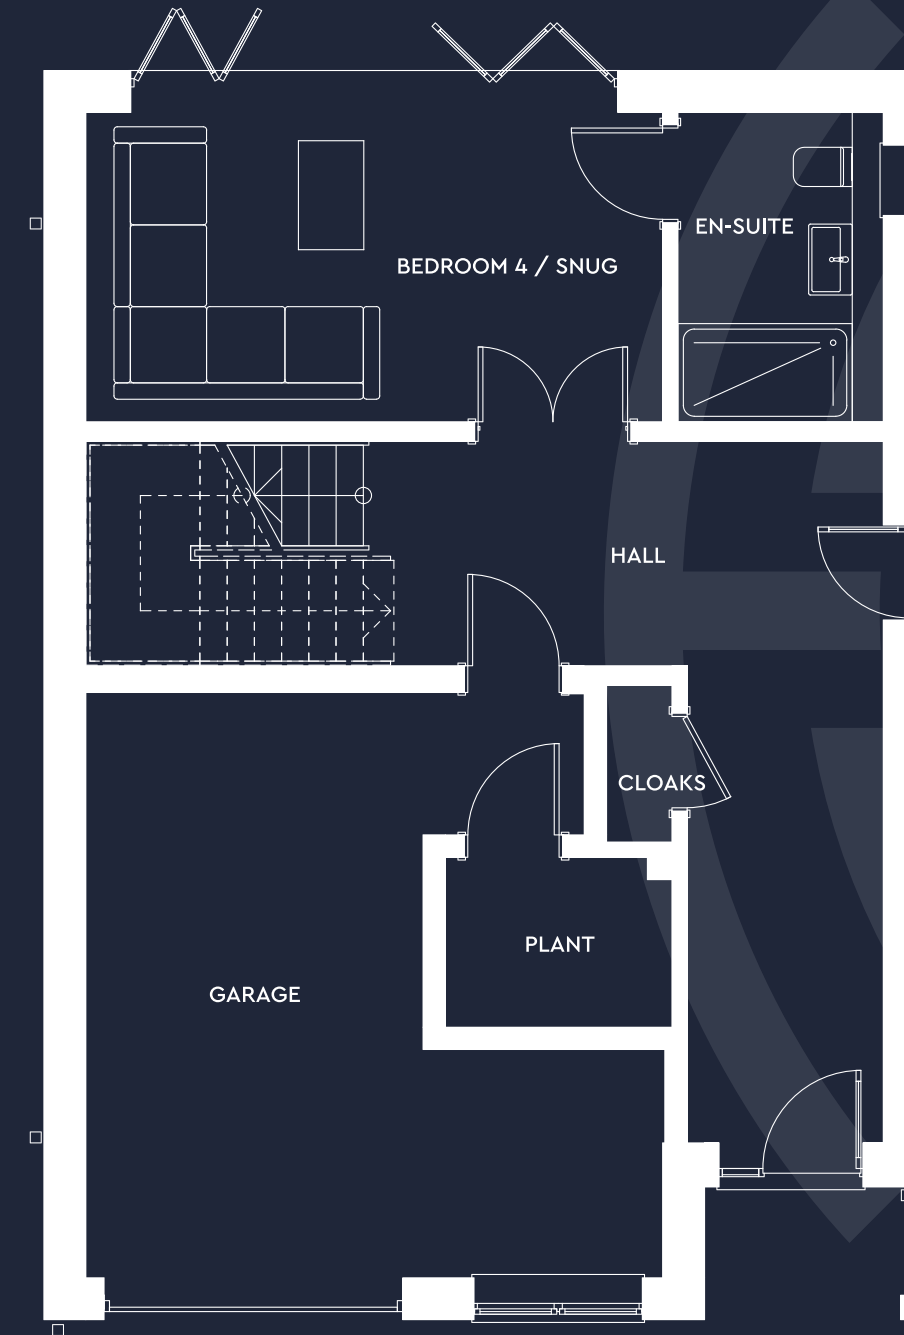 EN-SUITE
BEDROOM 4 / SNUG
HALL
CLOAKS
PLANT
GARAGE